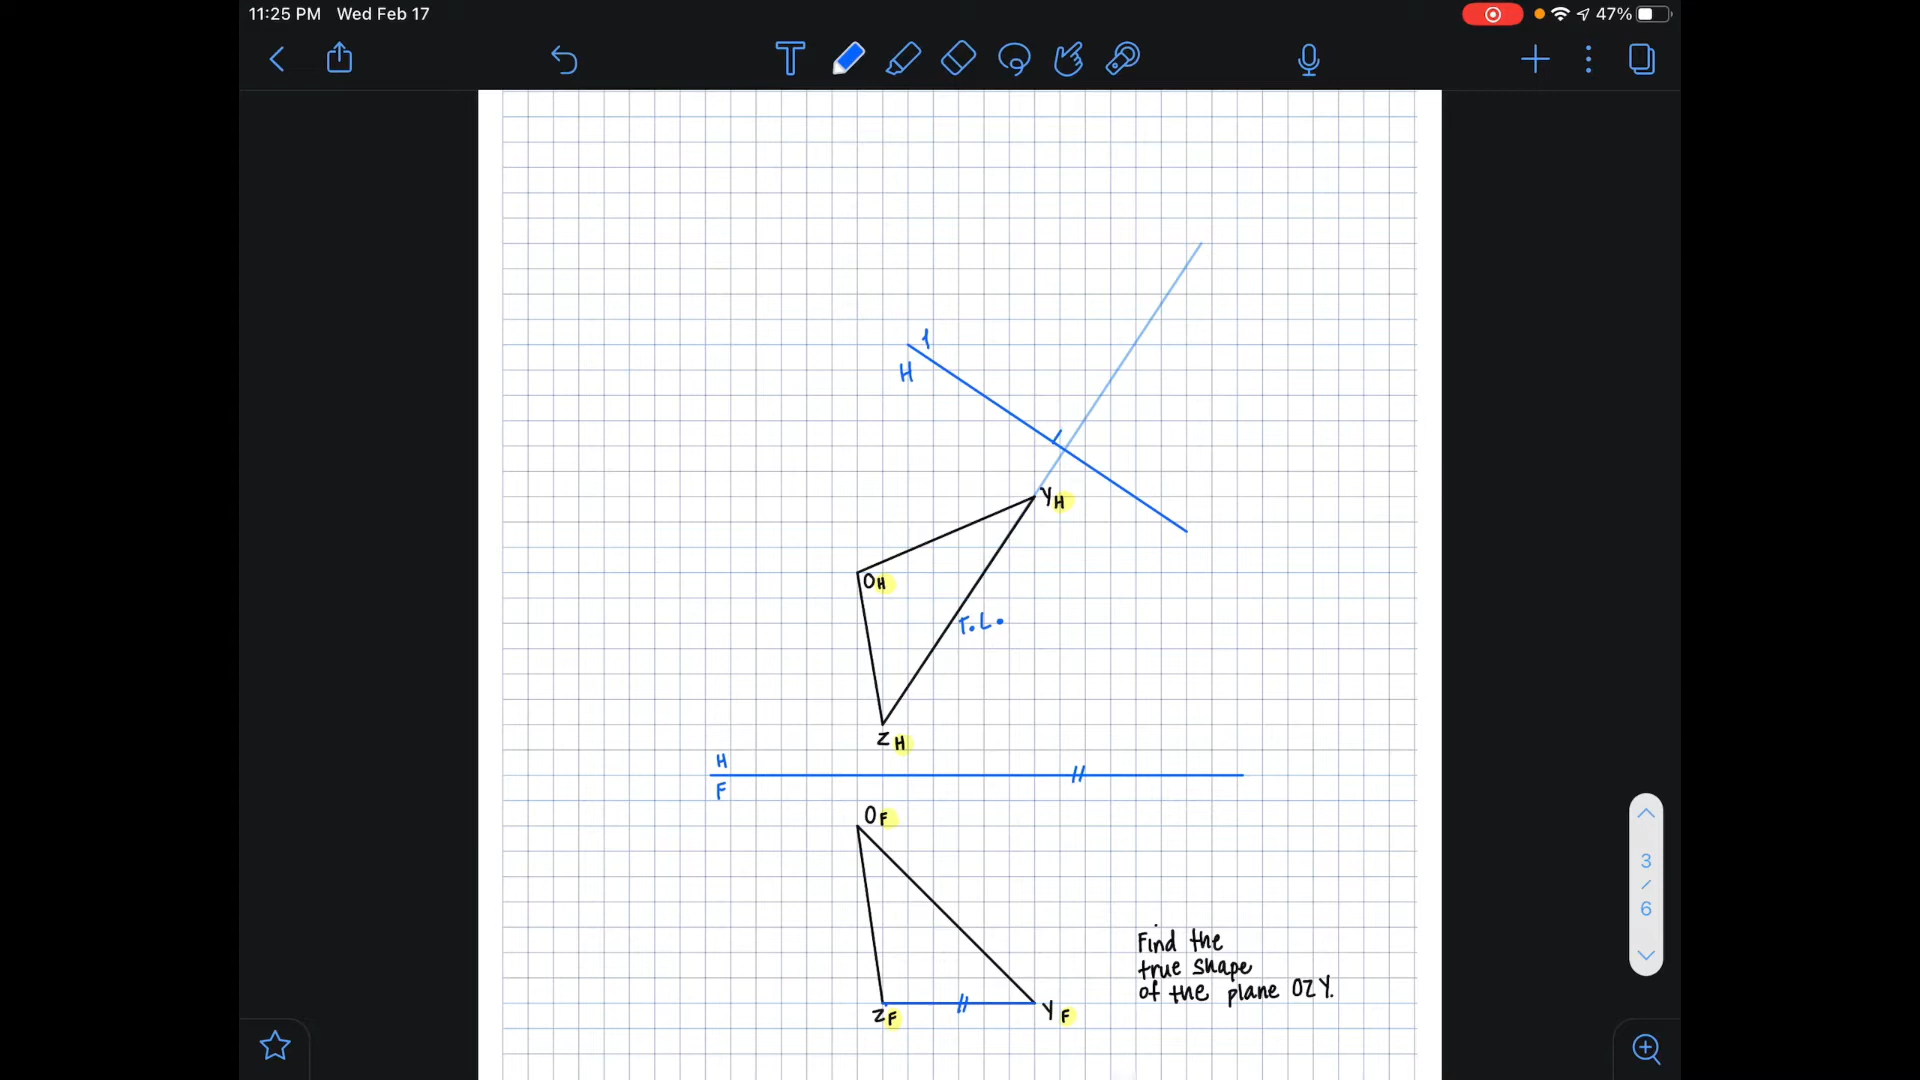 11:25 PM Wed Feb 17
47%
T
1
H
YH
OH
T.L.
ZH
H
F
OF
3
/
6
Find the
true shape
of the plane OZY.
ZF
YF